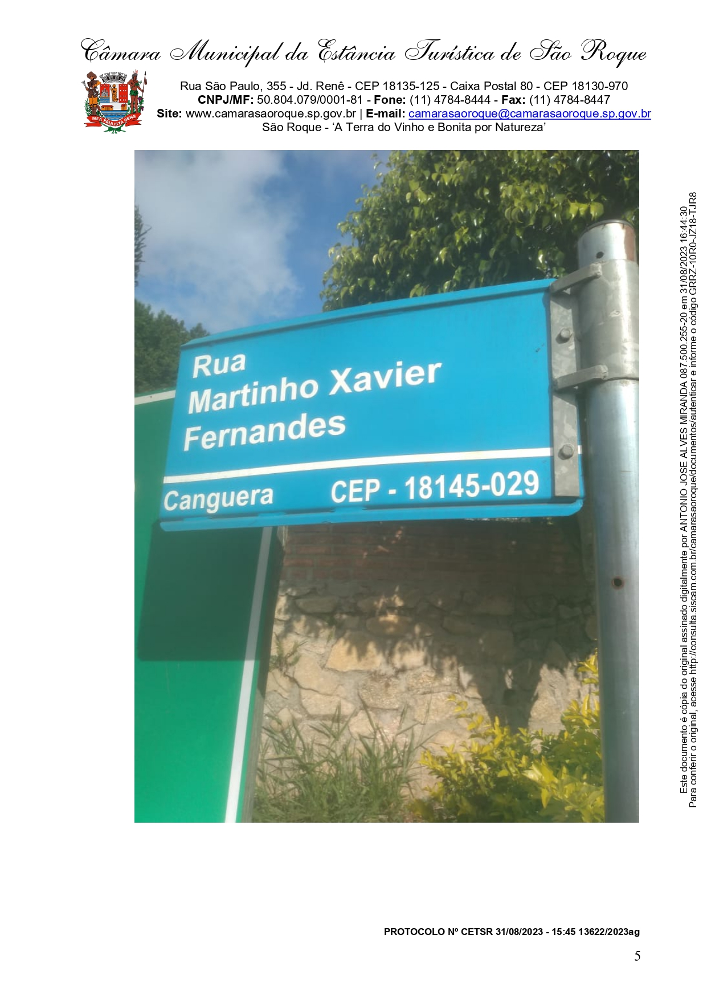 Câmara Municipal da Estância Turística de São Roque
Rua São Paulo, 355 - Jd. Renê - CEP 18135-125 - Caixa Postal 80 - CEP 18130-970
CNPJ/MF: 50.804.079/0001-81 - Fone: (11) 4784-8444 - Fax: (11) 4784-8447
Site: www.camarasaoroque.sp.gov.br | E-mail: camarasaoroque@camarasaoroque.sp.gov.br
São Roque - ‘A Terra do Vinho e Bonita por Natureza’
MEA PAULISTA GENS
Rua
Martinho Xavier
Fernandes
Canguera CEP - 18145-029
Este documento é cópia do original assinado digitalmente por ANTONIO JOSE ALVES MIRANDA 087.500.255-20 em 31/08/2023 16:44:30
Para conferir o original, acesse http://consulta.siscam.com.br/camarasaoroque/documentos/autenticar e informe o código GRRZ-10R0-JZ18-TJR8
PROTOCOLO Nº CETSR 31/08/2023 - 15:45 13622/2023ag
5